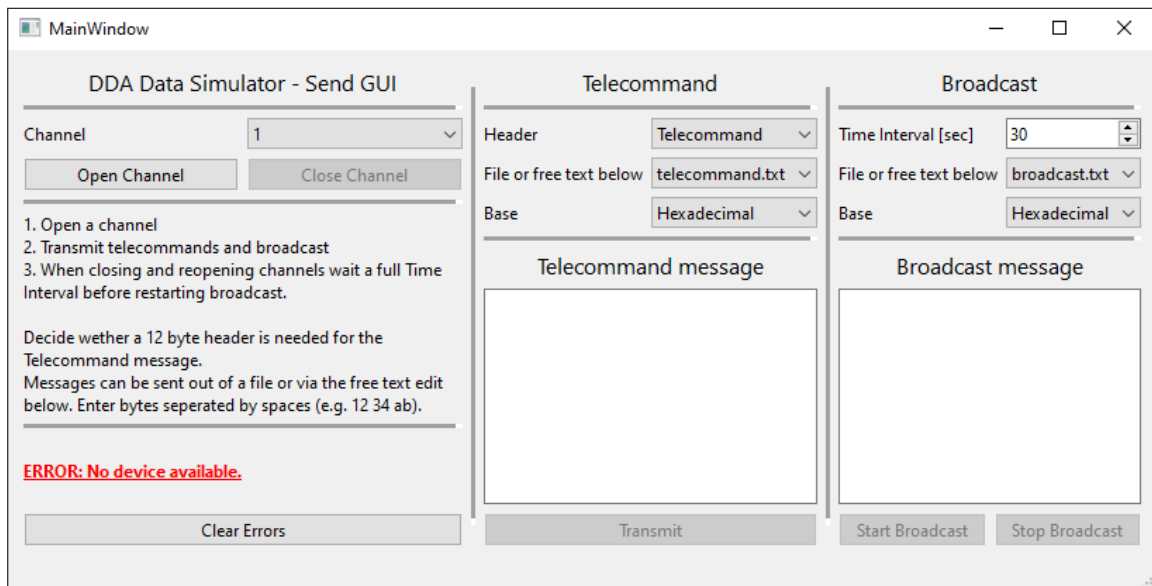 MainWindow
DDA Data Simulator - Send GUI
Channel
1
Open Channel
Close Channel
1. Open a channel
2. Transmit telecommands and broadcast
3. When closing and reopening channels wait a full Time
Interval before restarting broadcast.
Decide wether a 12 byte header is needed for the
Telecommand message.
Messages can be sent out of a file or via the free text edit
below. Enter bytes seperated by spaces (e.g. 12 34 ab).
ERROR: No device available.
Clear Errors
Telecommand
Header
Telecommand
File or free text below
telecommand.txt
Base
Hexadecimal
Telecommand message
Transmit
Broadcast
Time Interval [sec]
30
File or free text below
broadcast.txt
Base
Hexadecimal
Broadcast message
Start Broadcast
Stop Broadcast